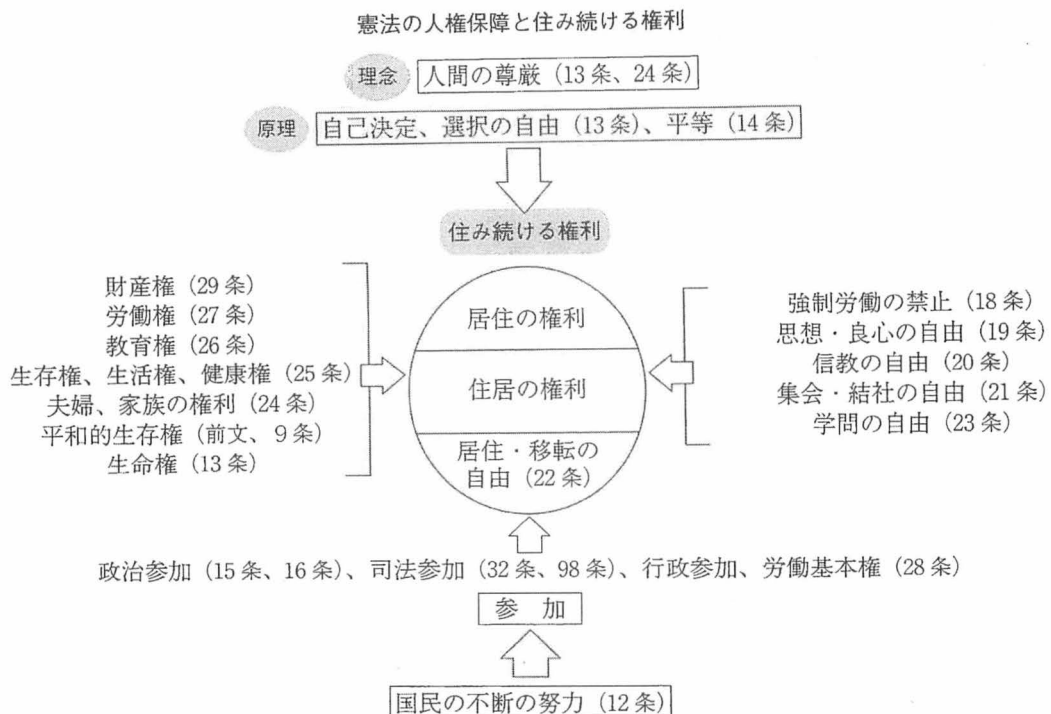 憲法の人権保障と住み続ける権利
理念 人間の尊厳（13条、24条）
原理 自己決定、選択の自由（13条）、平等（14条）
住み続ける権利
財産権（29条）
労働権（27条）
教育権（26条）
生存権、生活権、健康権（25条）
夫婦、家族の権利（24条）
平和的生存権（前文、9条）
生命権（13条）
居住の権利
住居の権利
居住・移転の
自由（22条）
強制労働の禁止（18条）
思想・良心の自由（19条）
信教の自由（20条）
集会・結社の自由（21条）
学問の自由（23条）
政治参加（15条、16条）、司法参加（32条、98条）、行政参加、労働基本権（28条）
参　加
国民の不断の努力（12条）